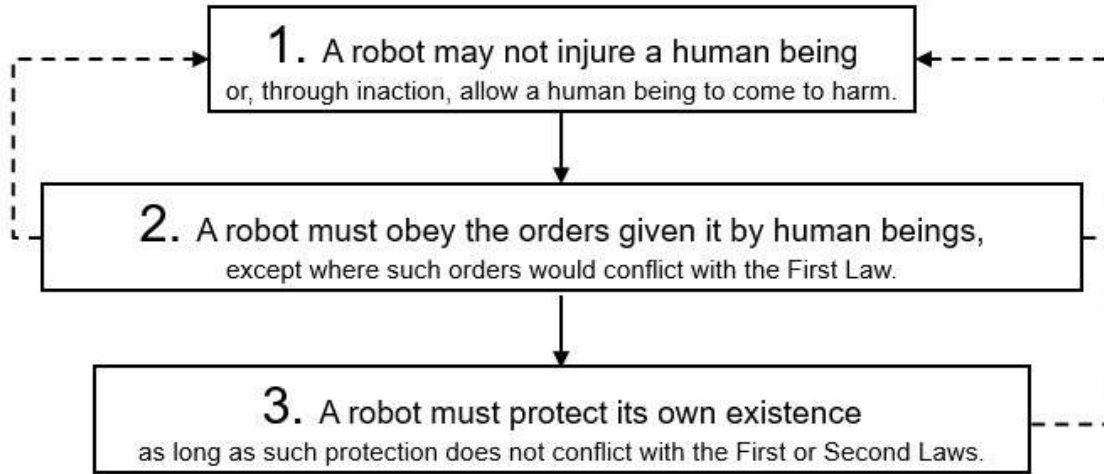 1. A robot may not injure a human being
or, through inaction, allow a human being to come to harm.
2. A robot must obey the orders given it by human beings,
except where such orders would conflict with the First Law.
3. A robot must protect its own existence
as long as such protection does not conflict with the First or Second Laws.